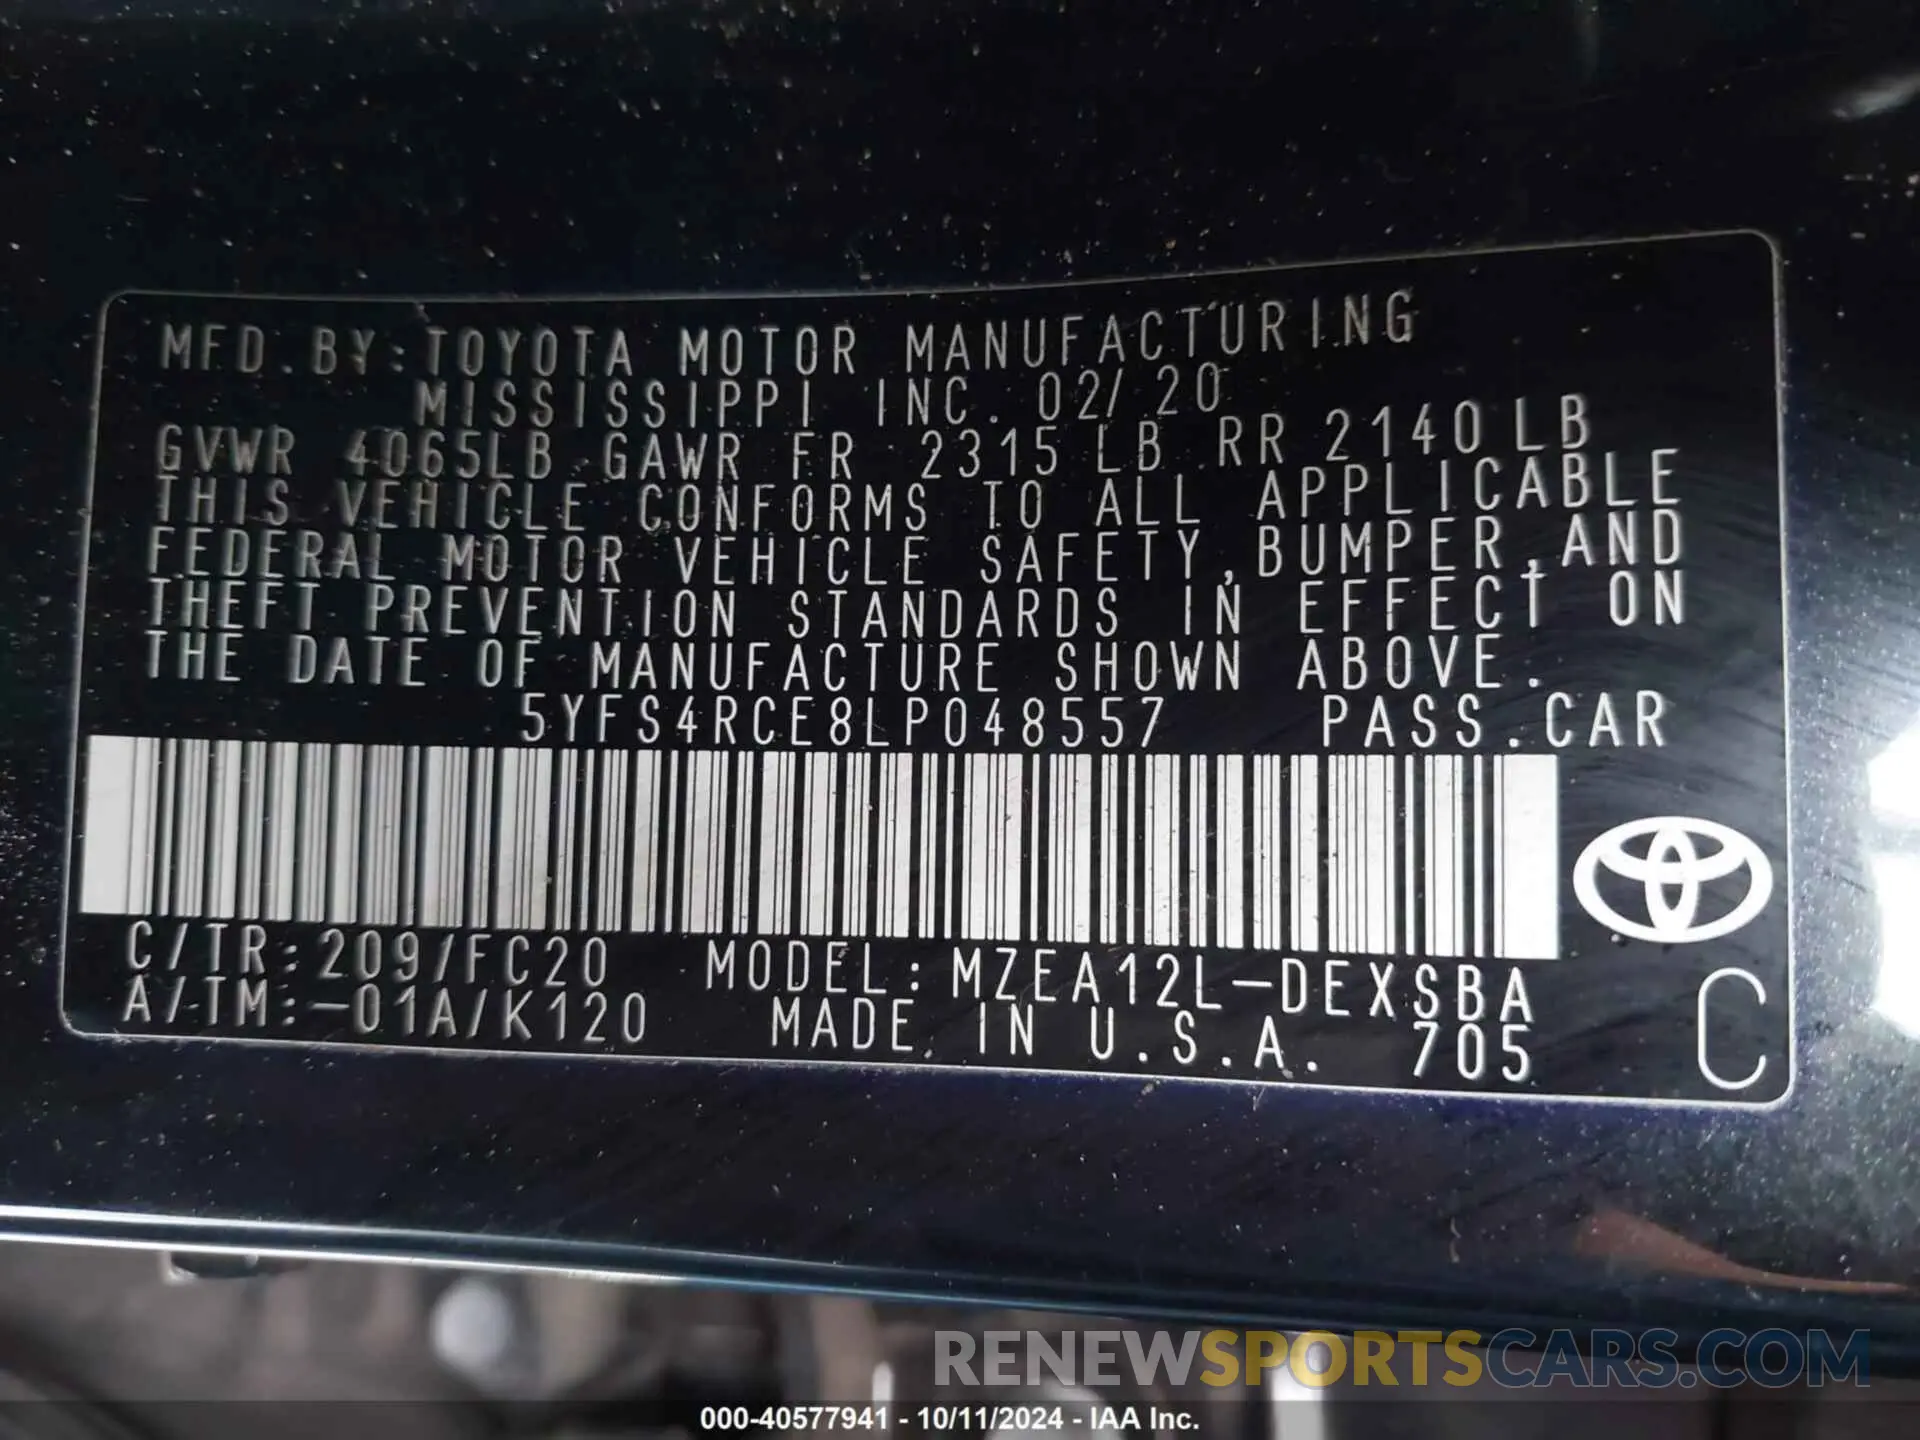 MFD. BY: TOYOTA MOTOR MANUFACTURING
MISSISSIPPI INC. 02/20
GVWR 4065LB GAWR FR 2315 LB RR 2140LB
THIS VEHICLE CONFORMS TO ALL APPLICABLE
FEDERAL MOTOR VEHICLE SAFETY, BUMPER, AND
THEFT PREVENTION STANDARDS IN EFFECT ON
THE DATE OF MANUFACTURE SHOWN ABOVE.
5YFS4RCE8LP048557 PASS. CAR
C/TR: 209/FC20 MODEL: MZEA12L-DEXSBA
A/TM: -01A/K120 MADE IN U.S.A. 705
C
RENEWSPORTSCARS.COM
000-40577941 - 10/11/2024 - IAA Inc.